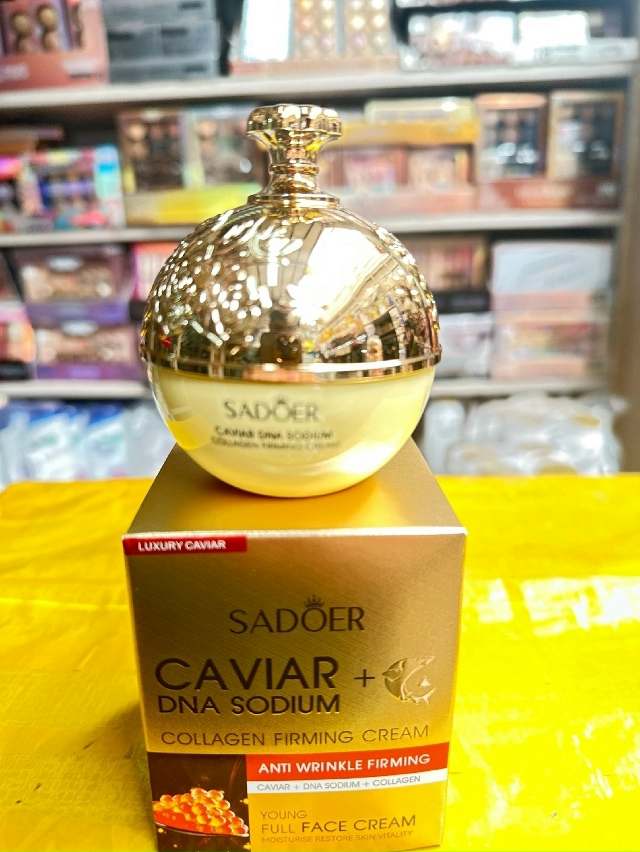 SADOER
CAVIAR DNA SODIUM
COLLAGEN FIRMING CREAM
LUXURY CAVIAR
SADOER
CAVIAR +
DNA SODIUM
COLLAGEN FIRMING CREAM
ANTI WRINKLE FIRMING
CAVIAR + DNA SODIUM + COLLAGEN
YOUNG
FULL FACE CREAM
MOISTURISE RESTORE SKIN VITALITY